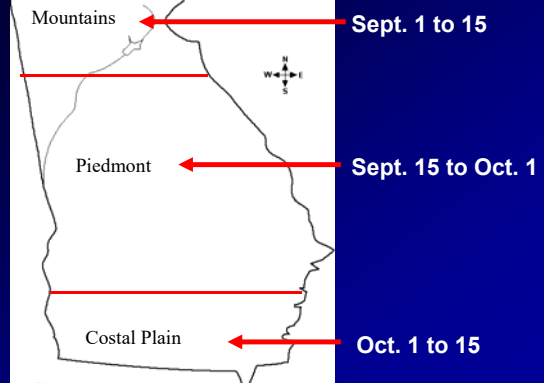 Mountains
Sept. 1 to 15
N
W E
S
Piedmont
Sept. 15 to Oct. 1
Costal Plain
Oct. 1 to 15